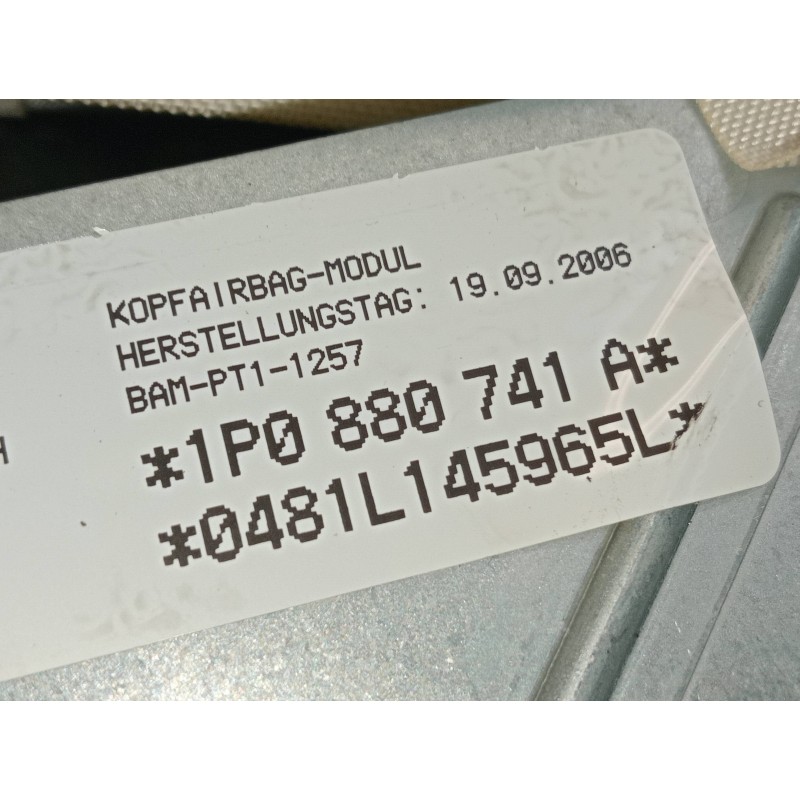 KOPFAIRBAG-MODUL
HERSTELLUNGSTAG: 19.09.2006
BAM-PT1-1257
*1P0 880 741 A*
*0481L145965L*